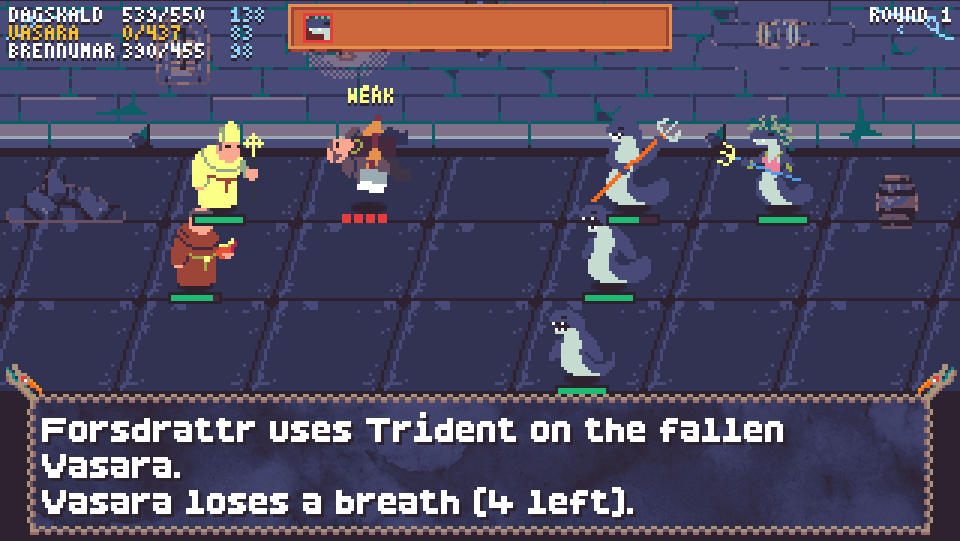 DAGSKALD 539/550 138
VASARA 0/437 83
BRENNUMAR 390/455 98
ROUND 1
WEAK
Forsdrattr uses Trident on the fallen
Vasara.
Vasara loses a breath (4 left).